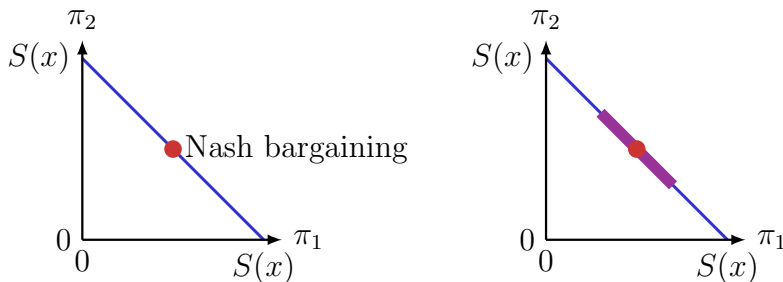 π₂
S(x)
Nash bargaining
0
π₁
0
S(x)
π₂
S(x)
0
π₁
0
S(x)